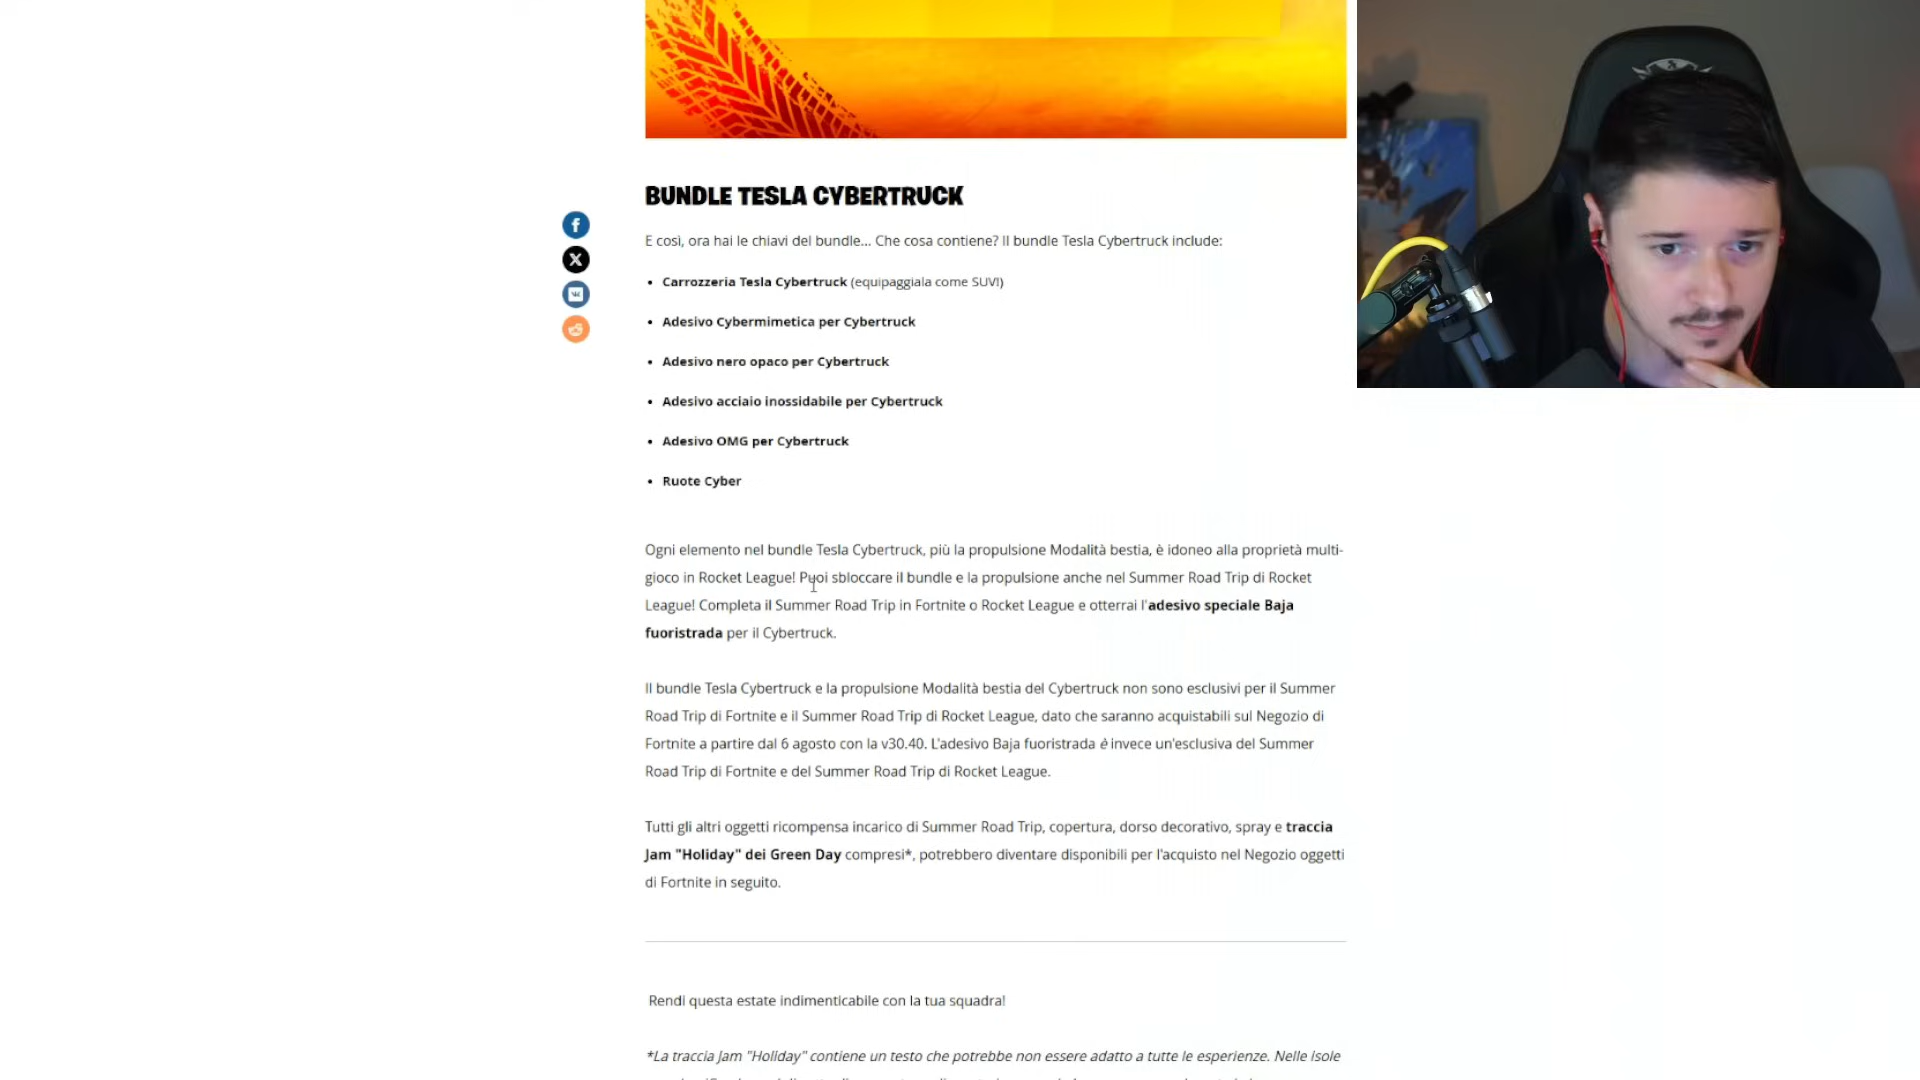 BUNDLE TESLA CYBERTRUCK
E così, ora hai le chiavi del bundle... Che cosa contiene? Il bundle Tesla Cybertruck include:
• Carrozzeria Tesla Cybertruck (equipaggiala come SUV!)
• Adesivo Cybermimetica per Cybertruck
• Adesivo nero opaco per Cybertruck
• Adesivo acciaio inossidabile per Cybertruck
• Adesivo OMG per Cybertruck
• Ruote Cyber
Ogni elemento nel bundle Tesla Cybertruck, più la propulsione Modalità bestia, è idoneo alla proprietà multi-
gioco in Rocket League! Puoi sbloccare il bundle e la propulsione anche nel Summer Road Trip di Rocket
League! Completa il Summer Road Trip in Fortnite o Rocket League e otterrai l'adesivo speciale Baja
fuoristrada per il Cybertruck.
Il bundle Tesla Cybertruck e la propulsione Modalità bestia del Cybertruck non sono esclusivi per il Summer
Road Trip di Fortnite e il Summer Road Trip di Rocket League, dato che saranno acquistabili sul Negozio di
Fortnite a partire dal 6 agosto con la v30.40. L'adesivo Baja fuoristrada è invece un'esclusiva del Summer
Road Trip di Fortnite e del Summer Road Trip di Rocket League.
Tutti gli altri oggetti ricompensa incarico di Summer Road Trip, copertura, dorso decorativo, spray e traccia
Jam "Holiday" dei Green Day compresi*, potrebbero diventare disponibili per l'acquisto nel Negozio oggetti
di Fortnite in seguito.
Rendi questa estate indimenticabile con la tua squadra!
*La traccia Jam "Holiday" contiene un testo che potrebbe non essere adatto a tutte le esperienze. Nelle isole